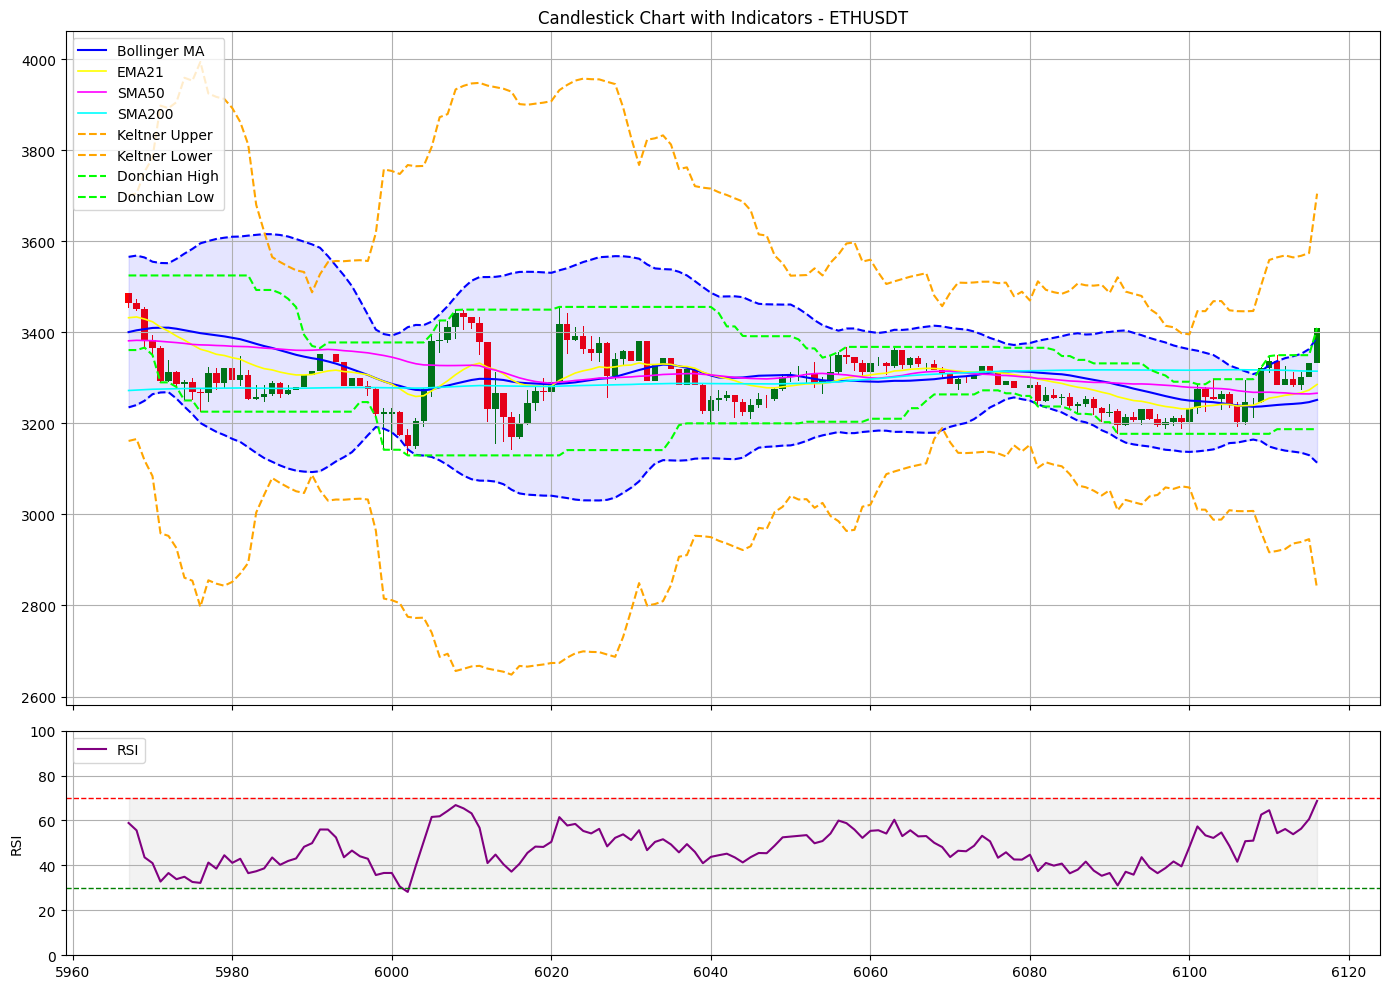 Candlestick Chart with Indicators - ETHUSDT
Bollinger MA
EMA21
SMA50
SMA200
Keltner Upper
Keltner Lower
Donchian High
Donchian Low
4000
3800
3600
3400
3200
3000
2800
2600
RSI
100
80
60
40
20
0
RSI
5960 5980 6000 6020 6040 6060 6080 6100 6120